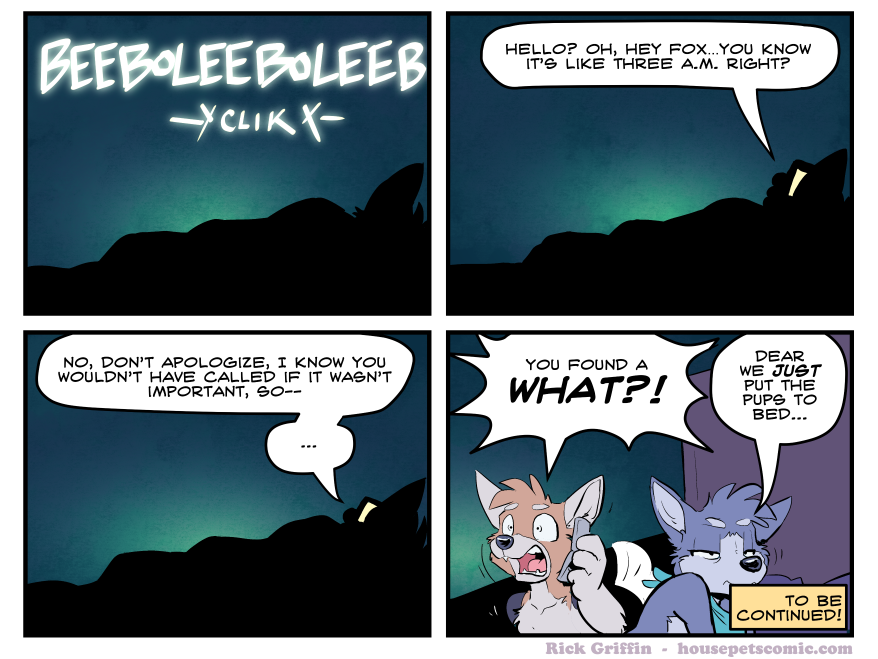 BEEBOLEEBOLEEB
CLIK
HELLO? OH, HEY FOX...YOU KNOW
IT'S LIKE THREE A.M. RIGHT?
NO, DON'T APOLOGIZE, I KNOW YOU
WOULDN'T HAVE CALLED IF IT WASN'T
IMPORTANT, SO--
...
YOU FOUND A
WHAT?!
DEAR
WE JUST
PUT THE
PUPS TO
BED...
TO BE
CONTINUED!
Rick Griffin - housepetscomic.com